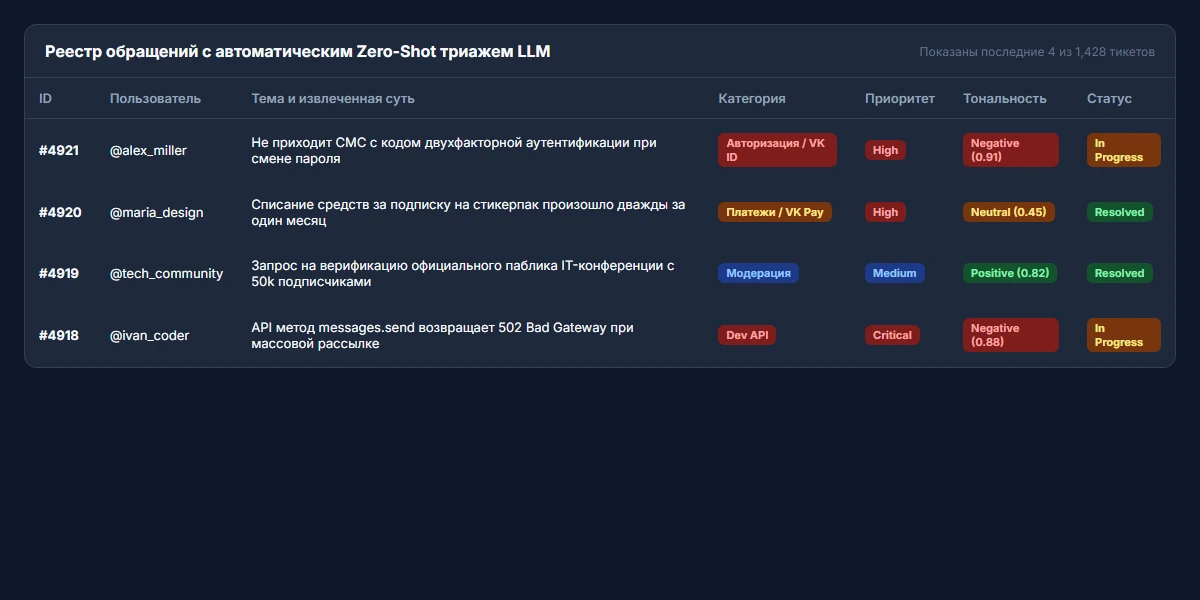 Реестр обращений с автоматическим Zero-Shot триажем LLM
Показаны последние 4 из 1,428 тикетов
ID Пользователь Тема и извлеченная суть Категория Приоритет Тональность Статус
#4921 @alex_miller Не приходит СМС с кодом двухфакторной аутентификации при
смене пароля
Авторизация / VK
ID
High
Negative
(0.91)
In
Progress
#4920 @maria_design Списание средств за подписку на стикерпак произошло дважды за
один месяц
Платежи / VK Pay
High
Neutral (0.45)
Resolved
#4919 @tech_community Запрос на верификацию официального паблика IT-конференции с
50k подписчиками
Модерация
Medium
Positive (0.82)
Resolved
#4918 @ivan_coder API метод messages.send возвращает 502 Bad Gateway при
массовой рассылке
Dev API
Critical
Negative
(0.88)
In
Progress